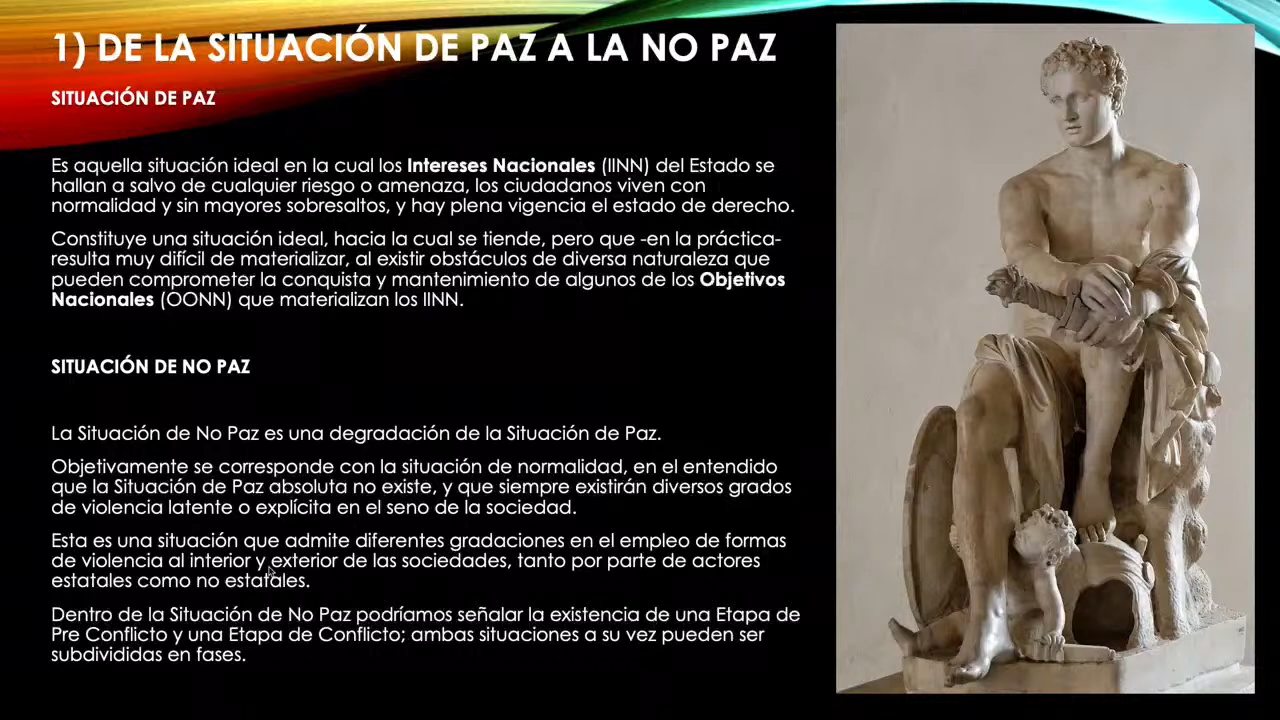 1) DE LA SITUACIÓN DE PAZ A LA NO PAZ
SITUACIÓN DE PAZ
Es aquella situación ideal en la cual los Intereses Nacionales (IINN) del Estado se
hallan a salvo de cualquier riesgo o amenaza, los ciudadanos viven con
normalidad y sin mayores sobresaltos, y hay plena vigencia el estado de derecho.
Constituye una situación ideal, hacia la cual se tiende, pero que -en la práctica-
resulta muy difícil de materializar, al existir obstáculos de diversa naturaleza que
pueden comprometer la conquista y mantenimiento de algunos de los Objetivos
Nacionales (OONN) que materializan los IINN.
SITUACIÓN DE NO PAZ
La Situación de No Paz es una degradación de la Situación de Paz.
Objetivamente se corresponde con la situación de normalidad, en el entendido
que la Situación de Paz absoluta no existe, y que siempre existirán diversos grados
de violencia latente o explícita en el seno de la sociedad.
Esta es una situación que admite diferentes gradaciones en el empleo de formas
de violencia al interior y exterior de las sociedades, tanto por parte de actores
estatales como no estatales.
Dentro de la Situación de No Paz podríamos señalar la existencia de una Etapa de
Pre Conflicto y una Etapa de Conflicto; ambas situaciones a su vez pueden ser
subdivididas en fases.